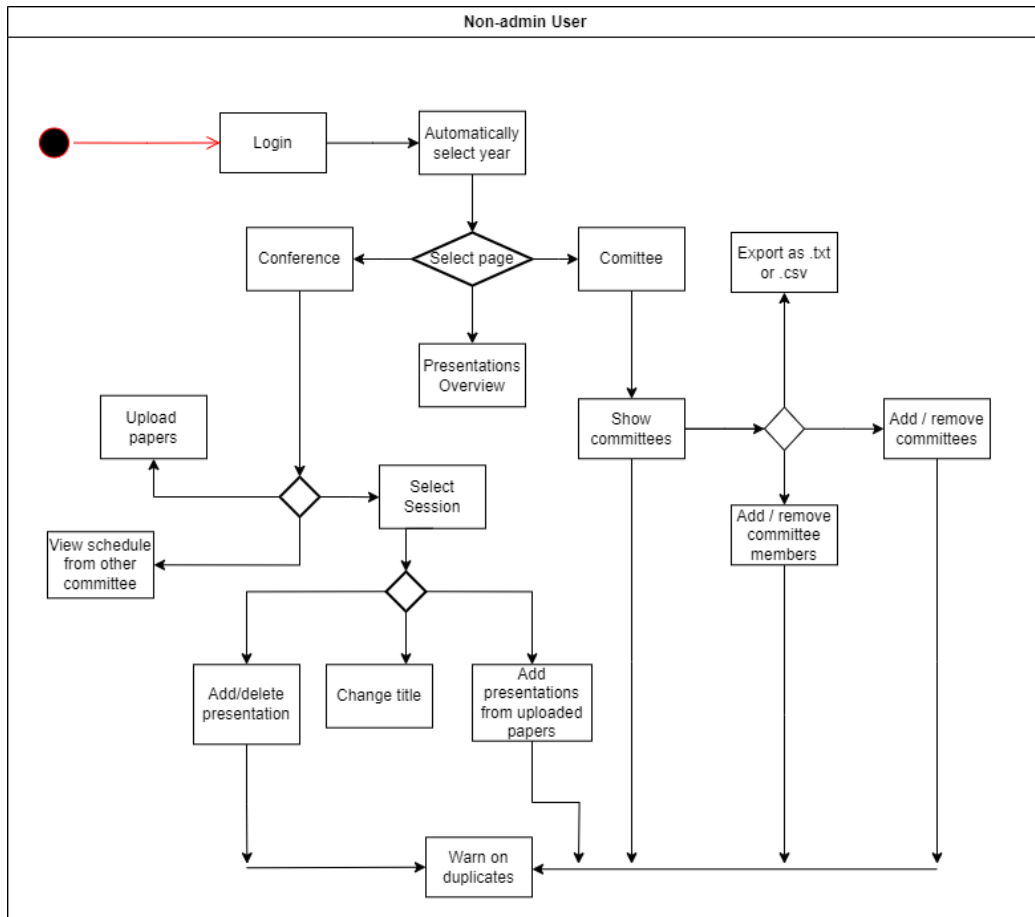 Non-admin User
Login
Automatically
select year
Conference
Select page
Comittee
Export as .txt
or .csv
Presentations
Overview
Upload
papers
Show
committees
Add / remove
committees
Select
Session
Add / remove
committee
members
View schedule
from other
committee
Add/delete
presentation
Change title
Add
presentations
from uploaded
papers
Warn on
duplicates